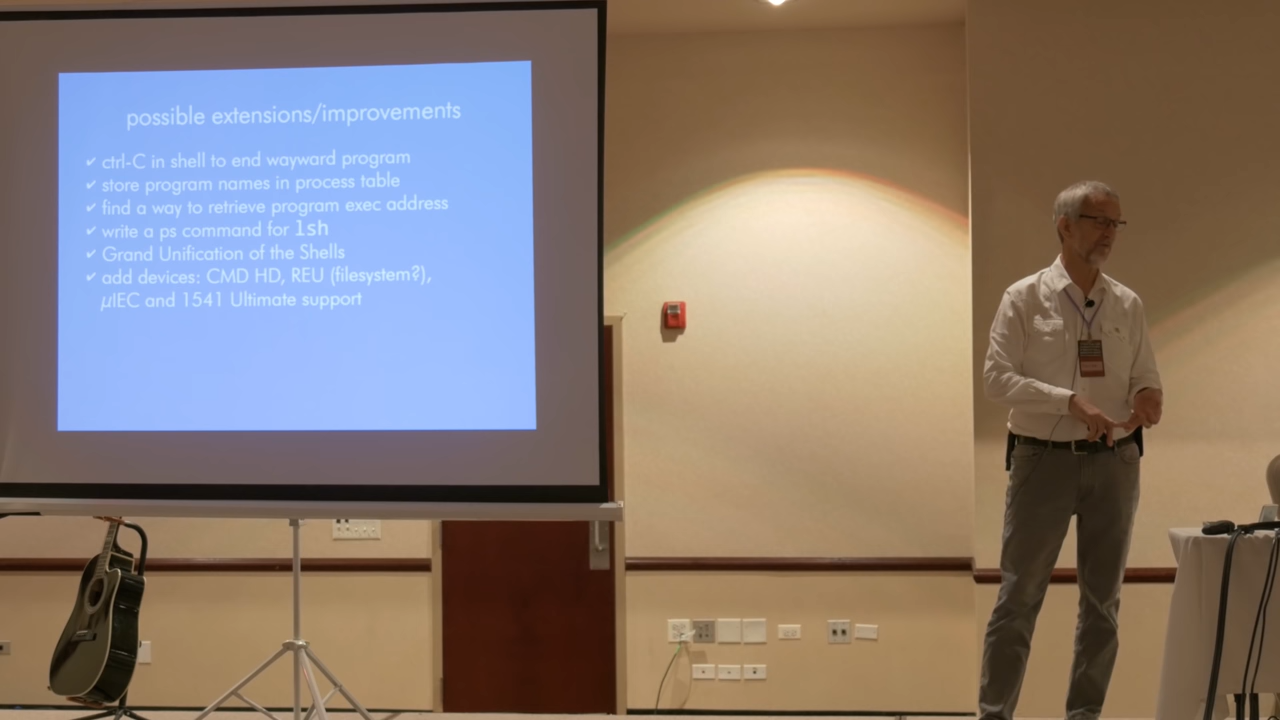 possible extensions/improvements
✔ ctrl-C in shell to end wayward program
✔ store program names in process table
✔ find a way to retrieve program exec address
✔ write a ps command for lsh
✔ Grand Unification of the Shells
✔ add devices: CMD HD, REU (filesystem?),
µIEC and 1541 Ultimate support